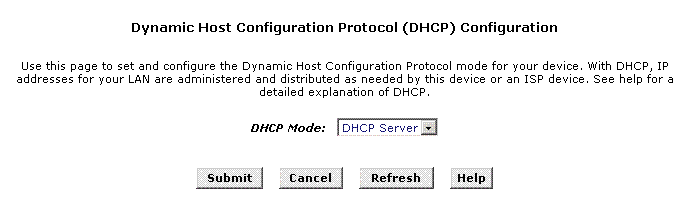 Dynamic Host Configuration Protocol (DHCP) Configuration
Use this page to set and configure the Dynamic Host Configuration Protocol mode for your device. With DHCP, IP
addresses for your LAN are administered and distributed as needed by this device or an ISP device. See help for a
detailed explanation of DHCP.
DHCP Mode: DHCP Server
Submit Cancel Refresh Help